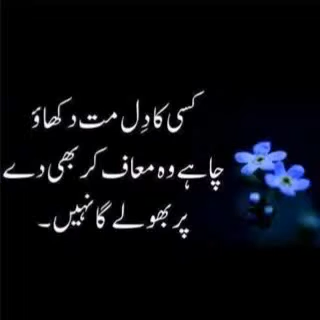 کسی کا دِل مت دکھاؤ
چاہے وہ معاف کر بھی دے
پر بھولے گا نہیں۔